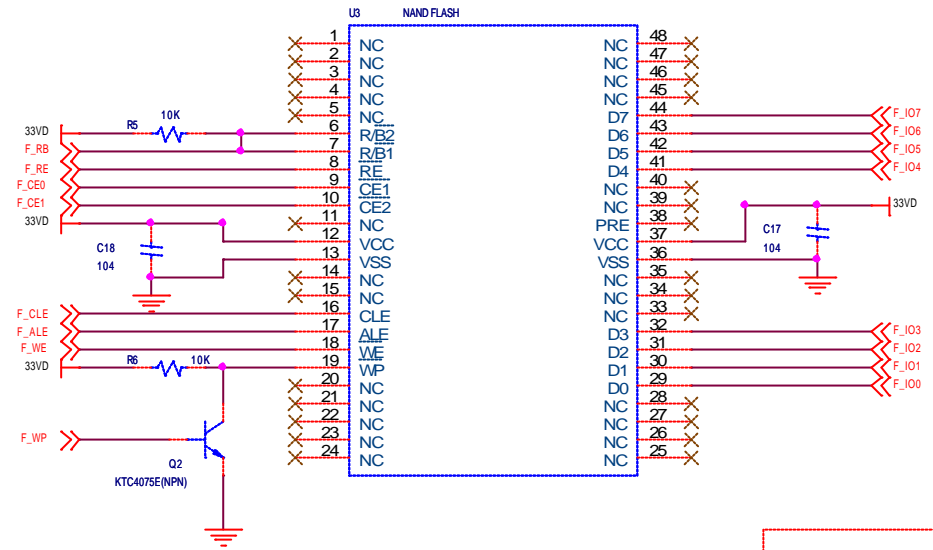 U3 NAND FLASH
1 NC NC 48
2 NC NC 47
3 NC NC 46
4 NC NC 45
5 NC D7 44 F_IO7
R5 10K
33VD 6 R/B2 D6 43 F_IO6
F_RB 7 R/B1 D5 42 F_IO5
F_RE 8 RE D4 41 F_IO4
F_CE0 9 CE1 NC 40
F_CE1 10 CE2 NC 39 33VD
33VD 11 NC PRE 38
12 VCC VCC 37
C18 104
C17 104
13 VSS VSS 36
14 NC NC 35
15 NC NC 34
F_CLE 16 CLE NC 33
F_ALE 17 ALE D3 32 F_IO3
F_WE 18 WE D2 31 F_IO2
33VD R6 10K 19 WP D1 30 F_IO1
20 NC D0 29 F_IO0
21 NC NC 28
22 NC NC 27
F_WP 23 NC NC 26
24 NC NC 25
Q2
KTC4075E(NPN)